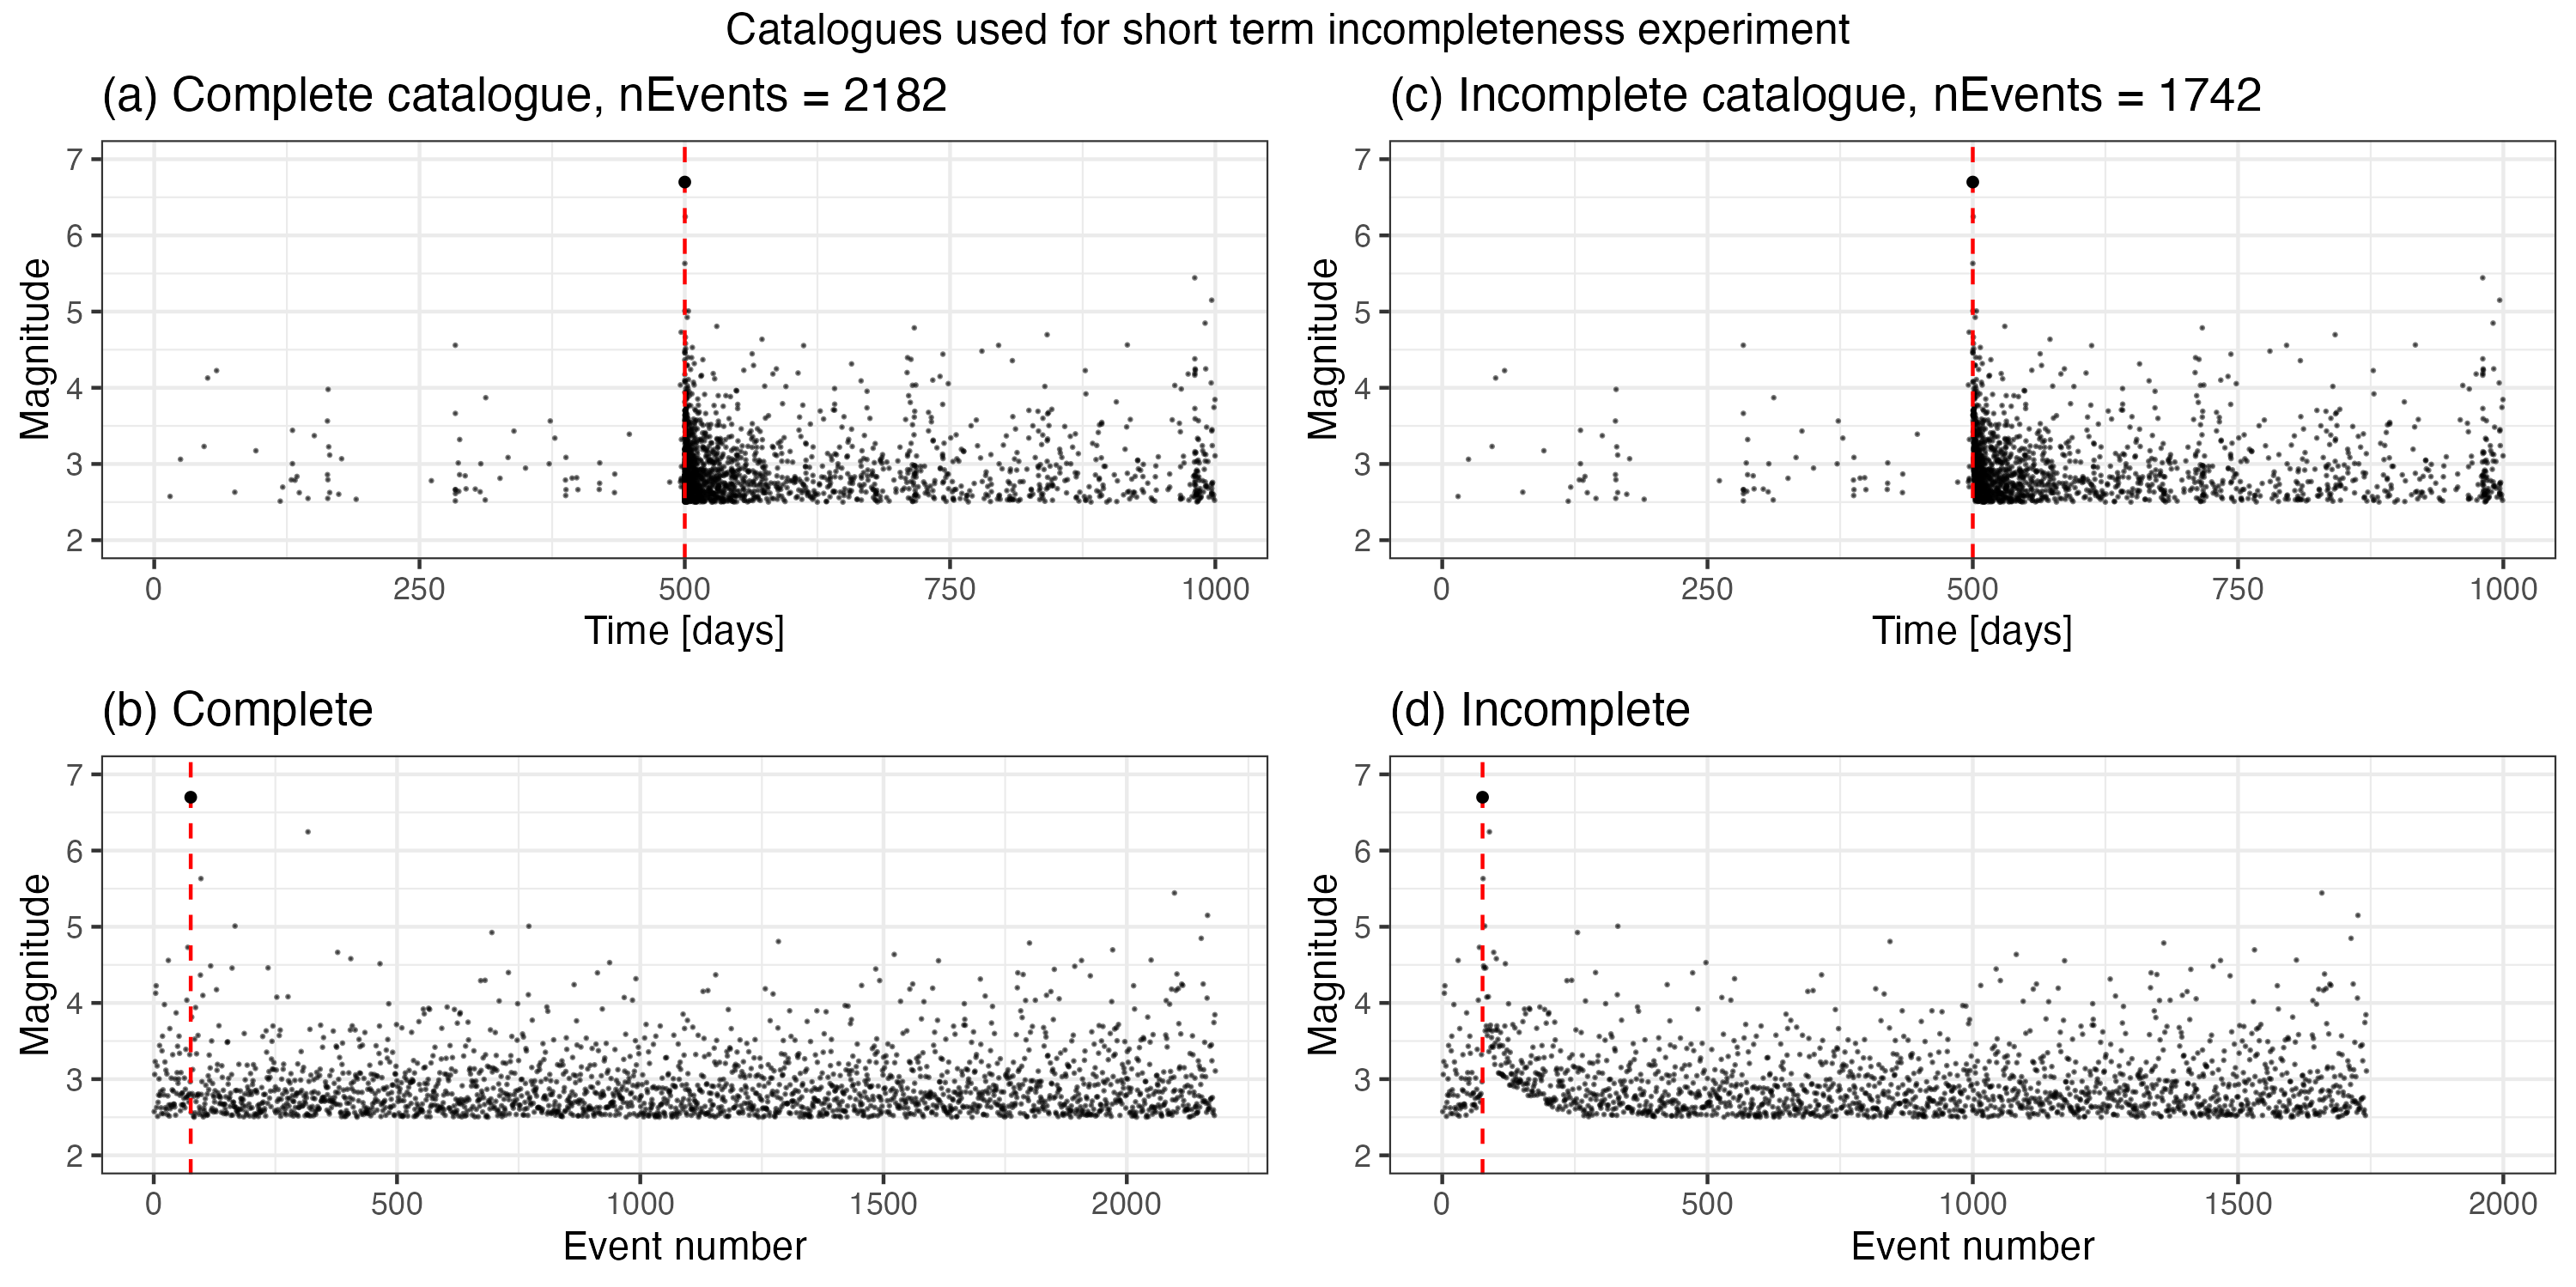 Catalogues used for short term incompleteness experiment
(a) Complete catalogue, nEvents = 2182
Magnitude
7
6
5
4
3
2
0 250 500 750 1000
Time [days]
(c) Incomplete catalogue, nEvents = 1742
Magnitude
7
6
5
4
3
2
0 250 500 750 1000
Time [days]
(b) Complete
Magnitude
7
6
5
4
3
2
0 500 1000 1500 2000
Event number
(d) Incomplete
Magnitude
7
6
5
4
3
2
0 500 1000 1500 2000
Event number